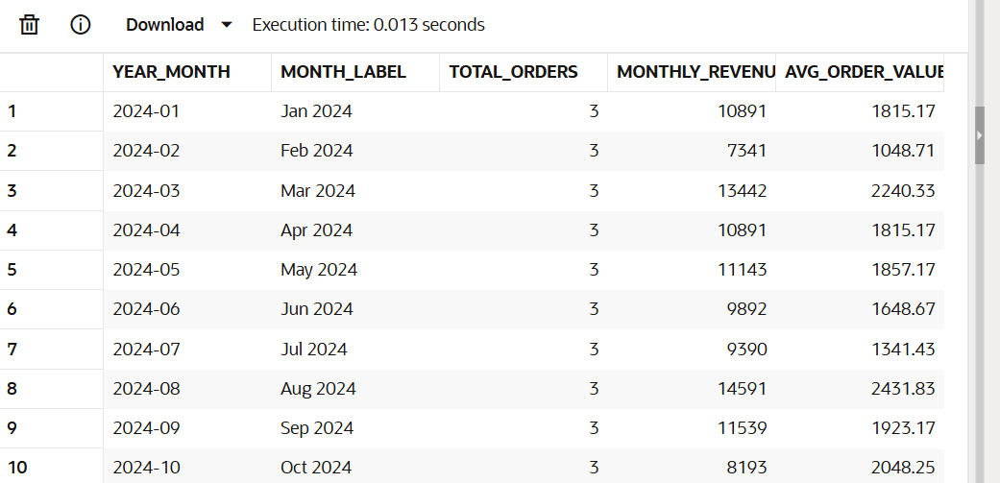 Download Execution time: 0.013 seconds
YEAR_MONTH MONTH_LABEL TOTAL_ORDERS MONTHLY_REVENU AVG_ORDER_VALUE
1 2024-01 Jan 2024 3 10891 1815.17
2 2024-02 Feb 2024 3 7341 1048.71
3 2024-03 Mar 2024 3 13442 2240.33
4 2024-04 Apr 2024 3 10891 1815.17
5 2024-05 May 2024 3 11143 1857.17
6 2024-06 Jun 2024 3 9892 1648.67
7 2024-07 Jul 2024 3 9390 1341.43
8 2024-08 Aug 2024 3 14591 2431.83
9 2024-09 Sep 2024 3 11539 1923.17
10 2024-10 Oct 2024 3 8193 2048.25